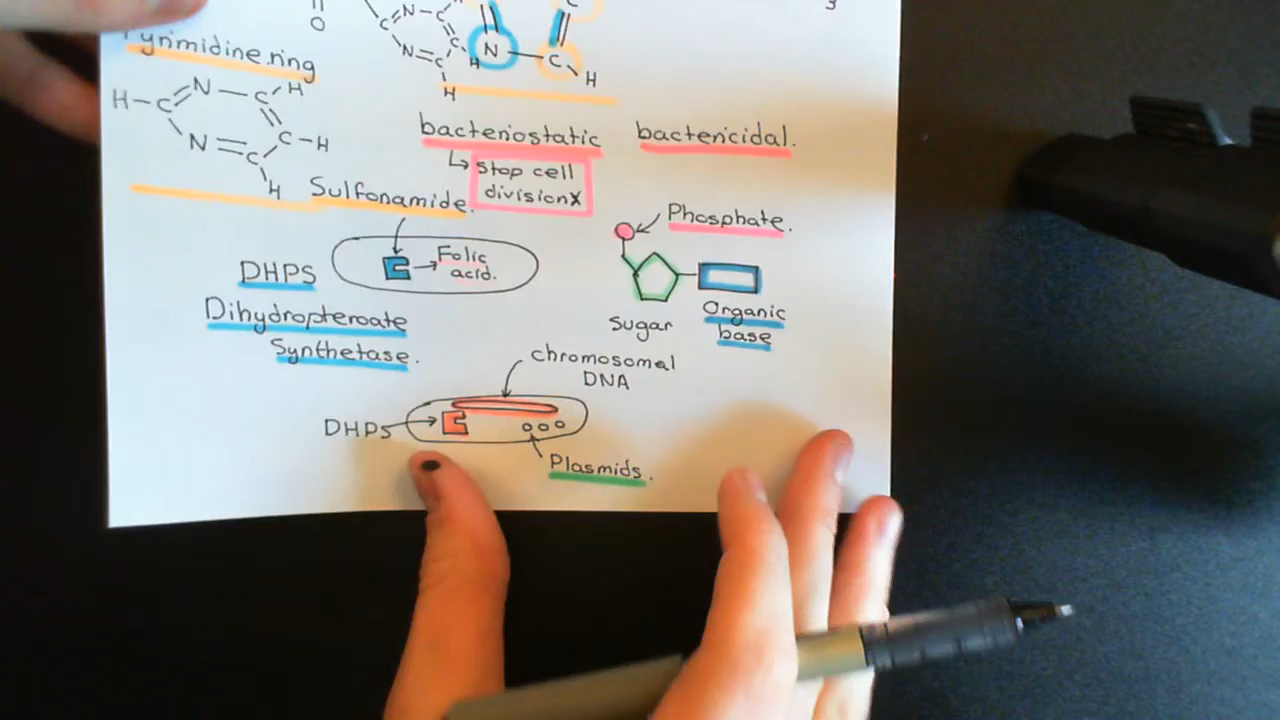 O
Pyrimidine ring
H-C N C H
N C C-H
H
C N C
N C C H N C H
H
3
bacteriostatic
↳ stop cell
divisionX
bactericidal.
Sulfonamide.
Folic
acid.
DHPS
Dihydropteroate
Synthetase.
Phosphate.
Sugar
Organic
base
chromosomal
DNA
DHPS
Plasmids.